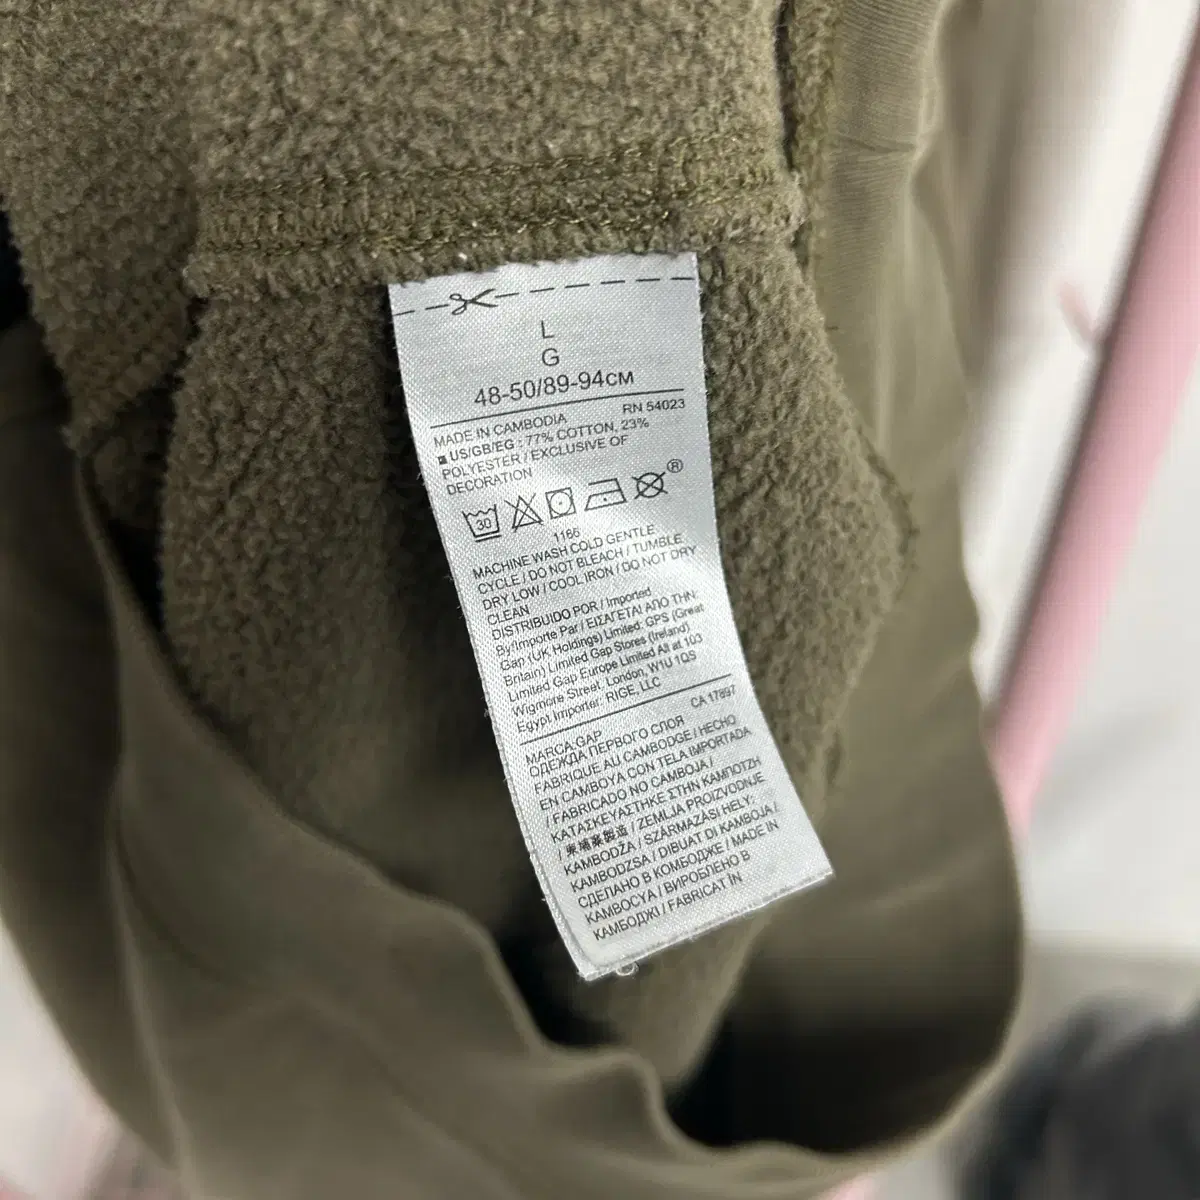 L
G
48-50/89-94CM
MADE IN CAMBODIA RN 54023
US/GB/EG : 77% COTTON, 23%
POLYESTER / EXCLUSIVE OF
DECORATION
30 ®
1166
MACHINE WASH COLD GENTLE
CYCLE / DO NOT BLEACH / TUMBLE
DRY LOW / COOL IRON / DO NOT DRY
CLEAN
DISTRIBUIDO POR / Imported
By/Importe Par / ΕΙΣΑΓΕΤΑΙ ΑΠΟ ΤΗΝ:
Gap (UK Holdings) Limited: GPS (Great
Britain) Limited Gap Stores (Ireland)
Limited Gap Europe Limited All at 103
Wigmore Street, London, W1U 1QS
Egypt Importer: RIGE, LLC
CA 17897
MARCA:GAP
ОДЕЖДА ПЕРВОГО СЛОЯ
FABRIQUE AU CAMBODGE / HECHO
EN CAMBOYA CON TELA IMPORTADA
/ FABRICADO NO CAMBOJA /
ΚΑΤΑΣΚΕΥΑΣΤΗΚΕ ΣΤΗΝ ΚΑΜΠΟΤΖΗ
/ 柬埔寨製造 / ZEMLJA PROIZVODNJE
KAMBODŽA / SZÁRMAZÁSI HELY:
KAMBODZSA / DIBUAT DI KAMBOJA /
СДЕЛАНО В КОМБОДЖЕ / MADE IN
KAMBOCYA / ВИРОБЛЕНО В
КАМБОДЖІ / FABRICAT ÎN